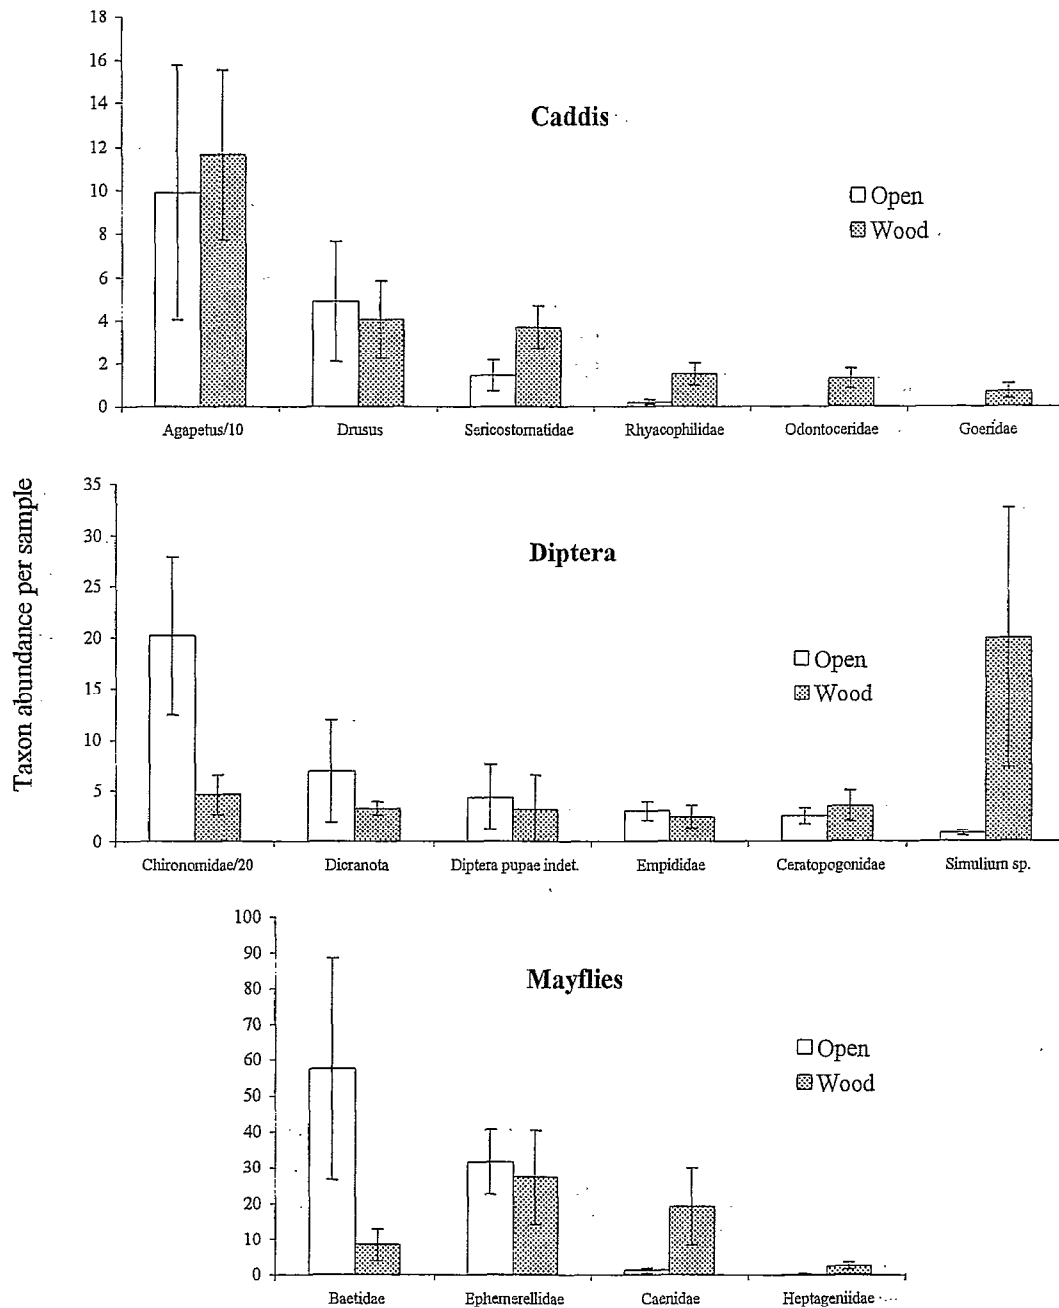 18
16
14
12
10
8
6
4
2
0
Caddis
Open
Wood
Agapetus/10 Drusus Sericostomatidae Rhyacophilidae Odontoceridae Goeridae
Taxon abundance per sample
35
30
25
20
15
10
5
0
Diptera
Open
Wood
Chironomidae/20 Dicranota Diptera pupae indet. Empididae Ceratopogonidae Simulium sp.
100
90
80
70
60
50
40
30
20
10
0
Mayflies
Open
Wood
Baetidae Ephemerellidae Caenidae Heptageniidae